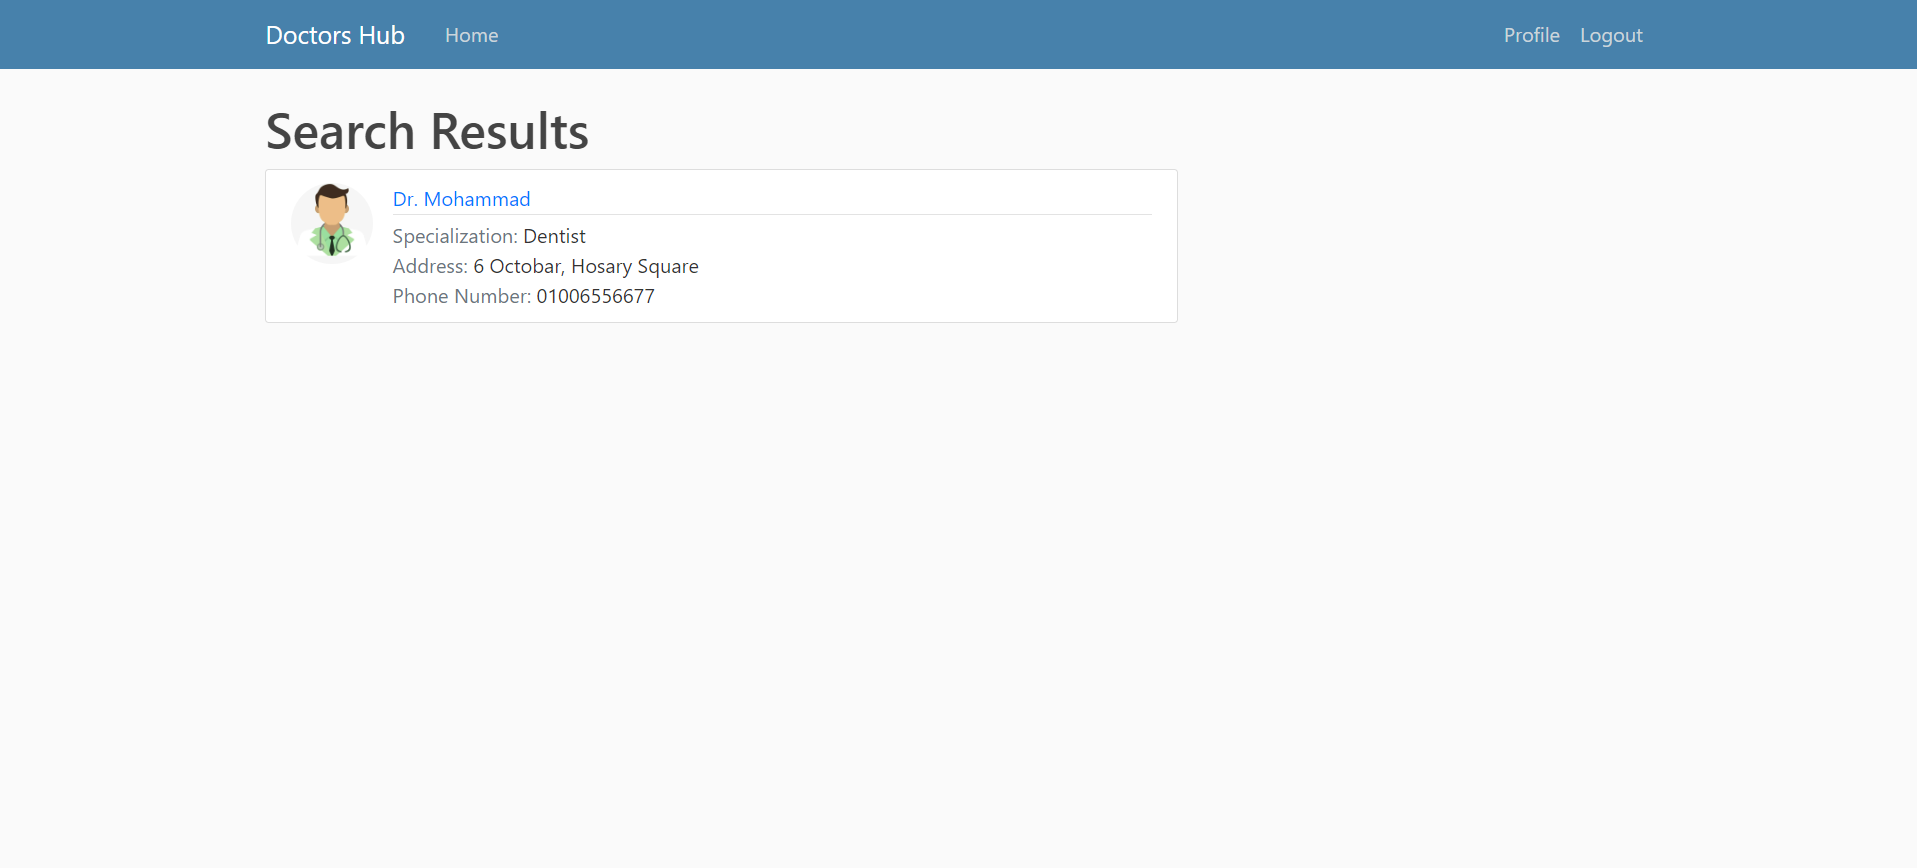 Doctors Hub Home Profile Logout
Search Results
Dr. Mohammad
Specialization: Dentist
Address: 6 Octobar, Hosary Square
Phone Number: 01006556677